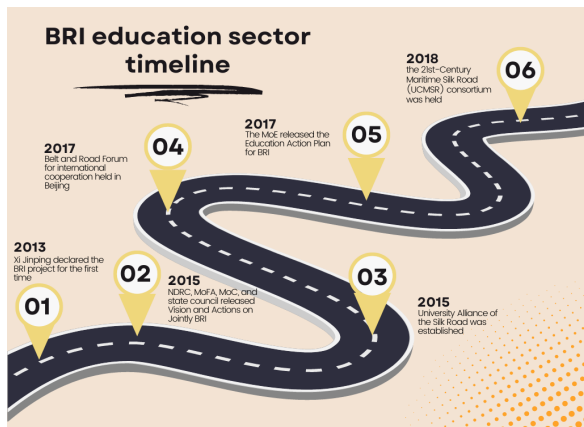 BRI education sector
timeline
2013
Xi Jinping declared the
BRI project for the first
time
01
02
2015
NDRC, MoFA, MoC, and
state council released
Vision and Actions on
Jointly BRI
03
2015
University Alliance of
the Silk Road was
established
2017
Belt and Road Forum
for international
cooperation held in
Beijing
04
2017
The MoE released the
Education Action Plan
for BRI
05
2018
the 21st-Century
Maritime Silk Road
(UCMSR) consortium
was held
06